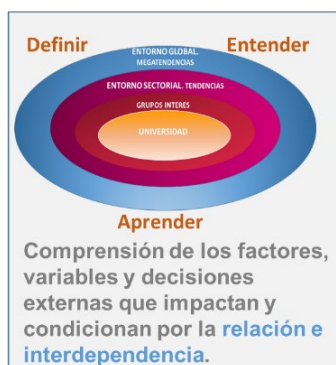 Definir
Entender
ENTORNO GLOBAL.
MEGATENDENCIAS
ENTORNO SECTORIAL. TENDENCIAS
GRUPOS INTERES
UNIVERSIDAD
Aprender
Comprensión de los factores,
variables y decisiones
externas que impactan y
condicionan por la relación e
interdependencia.